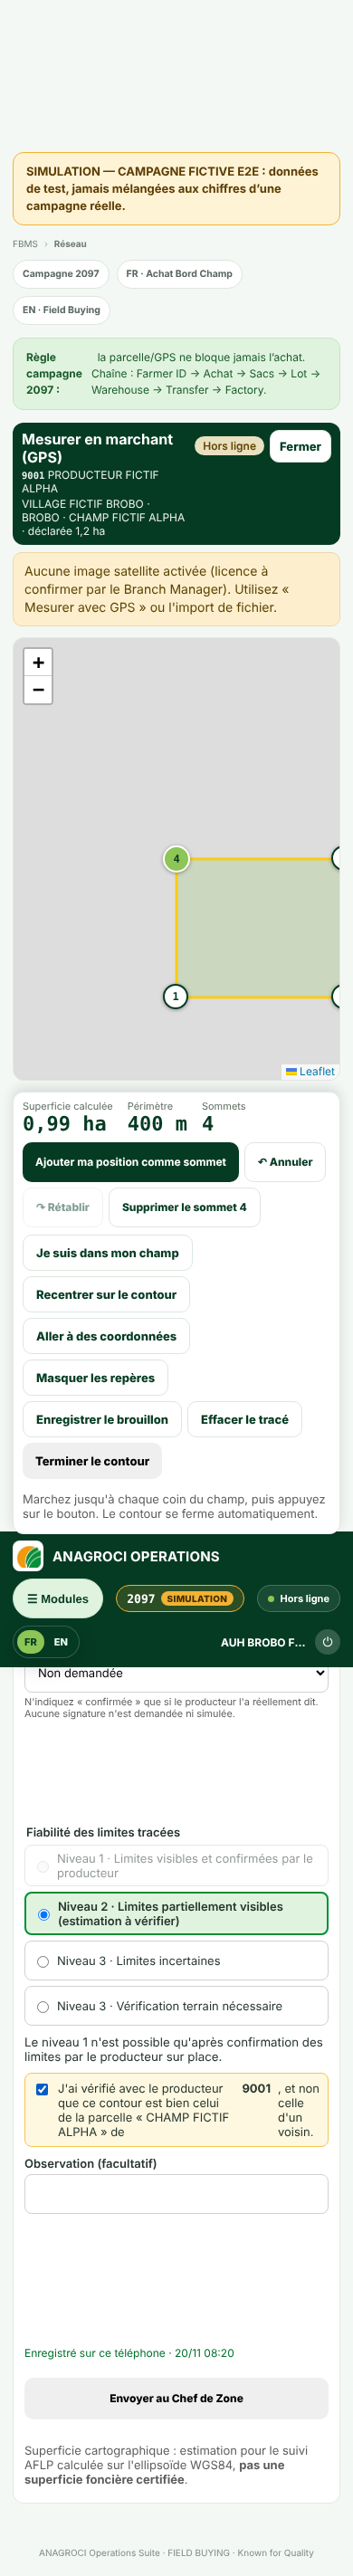 SIMULATION — CAMPAGNE FICTIVE E2E : données
de test, jamais mélangées aux chiffres d’une
campagne réelle.
FBMS › Réseau
Campagne 2097
FR · Achat Bord Champ
EN · Field Buying
Règle
campagne
2097 :
la parcelle/GPS ne bloque jamais l’achat.
Chaîne : Farmer ID → Achat → Sacs → Lot →
Warehouse → Transfer → Factory.
Mesurer en marchant
(GPS)
Hors ligne
Fermer
9001 PRODUCTEUR FICTIF
ALPHA
VILLAGE FICTIF BROBO ·
BROBO · CHAMP FICTIF ALPHA
· déclarée 1,2 ha
Aucune image satellite activée (licence à
confirmer par le Branch Manager). Utilisez «
Mesurer avec GPS » ou l'import de fichier.
+
−
4
1
Leaflet
Superficie calculée Périmètre Sommets
0,99 ha 400 m 4
Ajouter ma position comme sommet
↶ Annuler
↷ Rétablir
Supprimer le sommet 4
Je suis dans mon champ
Recentrer sur le contour
Aller à des coordonnées
Masquer les repères
Enregistrer le brouillon
Effacer le tracé
Terminer le contour
Marchez jusqu'à chaque coin du champ, puis appuyez
sur le bouton. Le contour se ferme automatiquement.
ANAGROCI OPERATIONS
☰ Modules
2097 SIMULATION
Hors ligne
FR EN
AUH BROBO F...
Non demandée
N'indiquez « confirmée » que si le producteur l'a réellement dit.
Aucune signature n'est demandée ni simulée.
Fiabilité des limites tracées
Niveau 1 · Limites visibles et confirmées par le
producteur
Niveau 2 · Limites partiellement visibles
(estimation à vérifier)
Niveau 3 · Limites incertaines
Niveau 3 · Vérification terrain nécessaire
Le niveau 1 n'est possible qu'après confirmation des
limites par le producteur sur place.
J'ai vérifié avec le producteur
que ce contour est bien celui
de la parcelle « CHAMP FICTIF
ALPHA » de
9001
, et non
celle
d'un
voisin.
Observation (facultatif)
Enregistré sur ce téléphone · 20/11 08:20
Envoyer au Chef de Zone
Superficie cartographique : estimation pour le suivi
AFLP calculée sur l'ellipsoïde WGS84, pas une
superficie foncière certifiée.
ANAGROCI Operations Suite · FIELD BUYING · Known for Quality